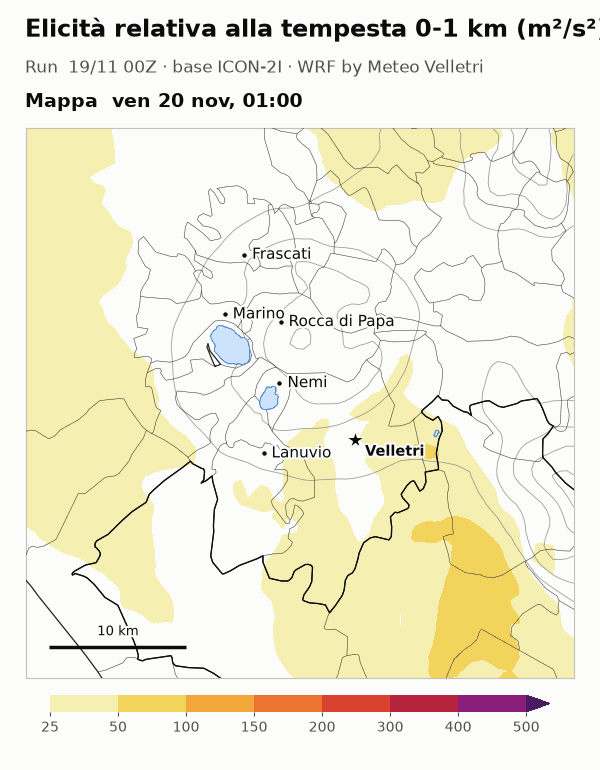 Elicità relativa alla tempesta 0-1 km (m²/s²)
Run 19/11 00Z · base ICON-2I · WRF by Meteo Velletri
Mappa ven 20 nov, 01:00
Frascati
Marino
Rocca di Papa
Nemi
Velletri
Lanuvio
10 km
25 50 100 150 200 300 400 500